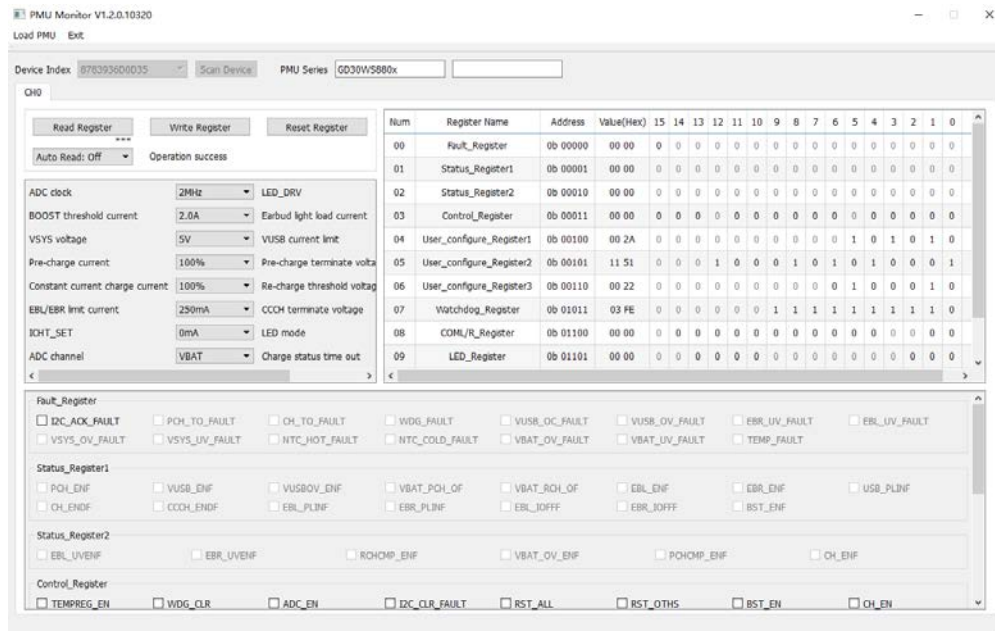 PMU Monitor V1.2.0.10320
Load PMU Exit
Device Index 8783936D0D35 Scan Device PMU Series GD30WS880x
CH0
Read Register Write Register Reset Register
Auto Read: Off Operation success
ADC clock 2MHz LED_DRV
BOOST threshold current 2.0A Earbud light load current
VSYS voltage 5V VUSB current limit
Pre-charge current 100% Pre-charge terminate volta
Constant current charge current 100% Re-charge threshold voltag
EBL/EBR limit current 250mA CCCH terminate voltage
ICHT_SET 0mA LED mode
ADC channel VBAT Charge status time out
Num Register Name Address Value(Hex) 15 14 13 12 11 10 9 8 7 6 5 4 3 2 1 0
00 Fault_Register 0b 00000 00 00 0 0 0 0 0 0 0 0 0 0 0 0 0 0 0 0
01 Status_Register1 0b 00001 00 00 0 0 0 0 0 0 0 0 0 0 0 0 0 0 0 0
02 Status_Register2 0b 00010 00 00 0 0 0 0 0 0 0 0 0 0 0 0 0 0 0 0
03 Control_Register 0b 00011 00 00 0 0 0 0 0 0 0 0 0 0 0 0 0 0 0 0
04 User_configure_Register1 0b 00100 00 2A 0 0 0 0 0 0 0 0 0 0 1 0 1 0 1 0
05 User_configure_Register2 0b 00101 11 51 0 0 0 1 0 0 0 1 0 1 0 1 0 0 0 1
06 User_configure_Register3 0b 00110 00 22 0 0 0 0 0 0 0 0 0 0 1 0 0 0 1 0
07 Watchdog_Register 0b 01011 03 FE 0 0 0 0 0 0 1 1 1 1 1 1 1 1 1 0
08 COML/R_Register 0b 01100 00 00 0 0 0 0 0 0 0 0 0 0 0 0 0 0 0 0
09 LED_Register 0b 01101 00 00 0 0 0 0 0 0 0 0 0 0 0 0 0 0 0 0
Fault_Register
I2C_ACK_FAULT PCH_TO_FAULT CH_TO_FAULT WDG_FAULT VUSB_OC_FAULT VUSB_OV_FAULT EBR_UV_FAULT EBL_UV_FAULT
VSYS_OV_FAULT VSYS_UV_FAULT NTC_HOT_FAULT NTC_COLD_FAULT VBAT_OV_FAULT VBAT_UV_FAULT TEMP_FAULT
Status_Register1
PCH_ENF VUSB_ENF VUSBOV_ENF VBAT_PCH_OF VBAT_RCH_OF EBL_ENF EBR_ENF USB_PLINF
CH_ENDF CCCH_ENDF EBL_PLINF EBR_PLINF EBL_IOFFF EBR_IOFFF BST_ENF
Status_Register2
EBL_UVENF EBR_UVENF RCHCMP_ENF VBAT_OV_ENF PCHCMP_ENF CH_ENF
Control_Register
TEMPREG_EN WDG_CLR ADC_EN I2C_CLR_FAULT RST_ALL RST_OTHS BST_EN CH_EN